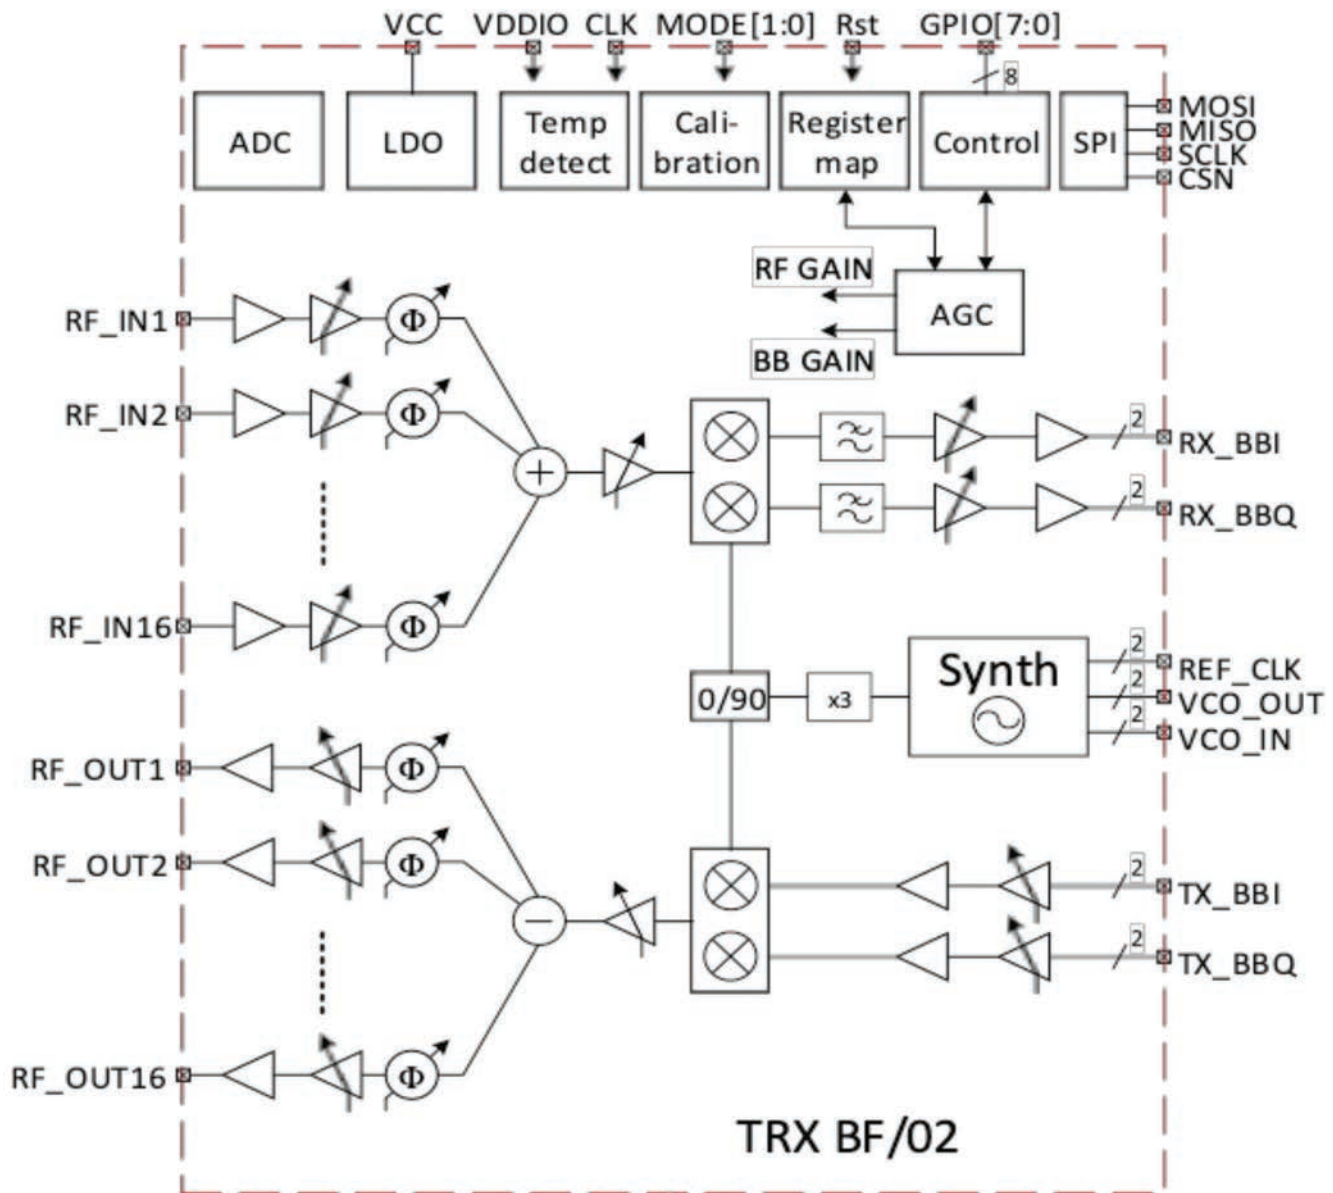 VCC VDDIO CLK MODE[1:0] Rst GPIO[7:0]
8
ADC
LDO
Temp
detect
Cali-
bration
Register
map
Control
SPI
MOSI
MISO
SCLK
CSN
RF GAIN
BB GAIN
AGC
RF_IN1
Φ
RF_IN2
Φ
RF_IN16
Φ
+
2
RX_BBI
2
RX_BBQ
0/90
x3
Synth
2
REF_CLK
2
VCO_OUT
2
VCO_IN
RF_OUT1
Φ
RF_OUT2
Φ
RF_OUT16
Φ
−
2
TX_BBI
2
TX_BBQ
TRX BF/02